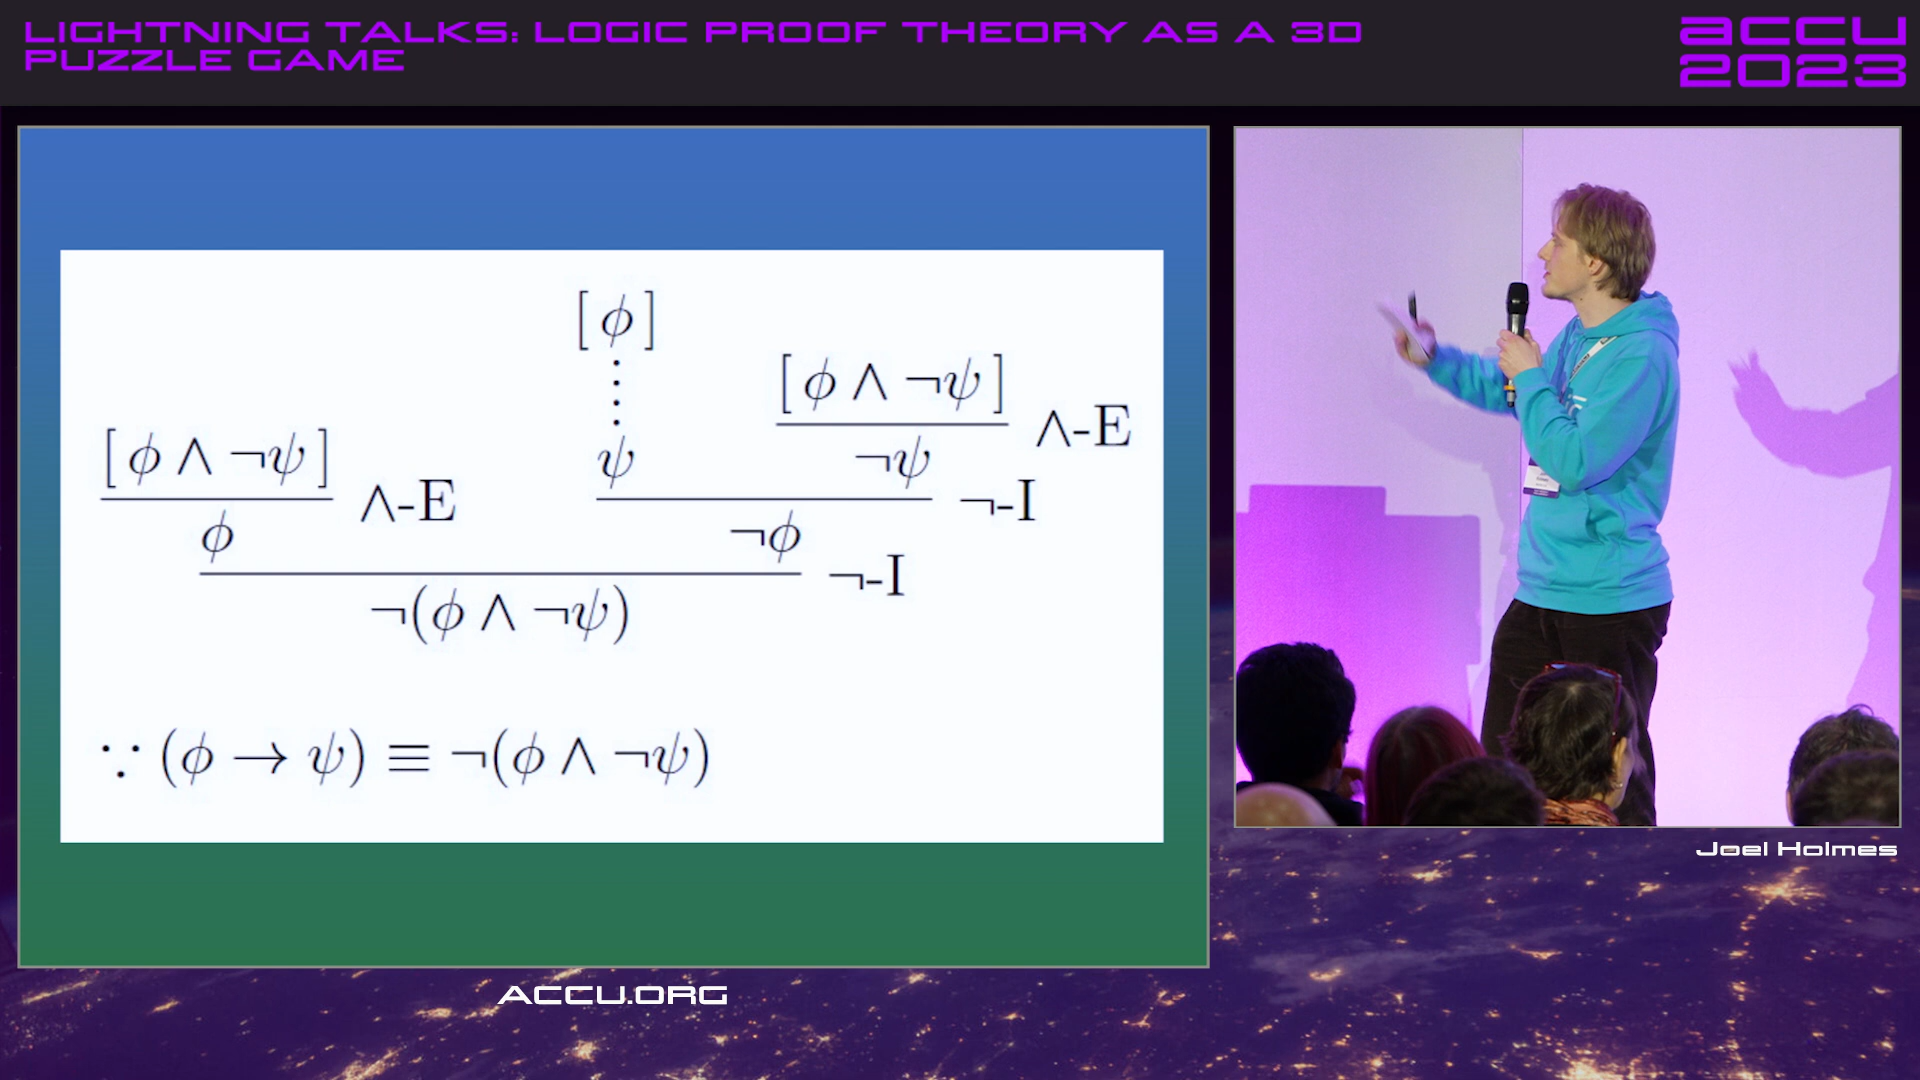 LIGHTNING TALKS: LOGIC PROOF THEORY AS A 3D
PUZZLE GAME
accu
2023
[ϕ]
⋮
[ϕ ∧ ¬ψ] ∧-E
[ϕ ∧ ¬ψ] ∧-E
ψ ¬ψ ¬-I
ϕ ¬ϕ ¬-I
¬(ϕ ∧ ¬ψ)
∵ (ϕ → ψ) ≡ ¬(ϕ ∧ ¬ψ)
Joel Holmes
ACCU.ORG